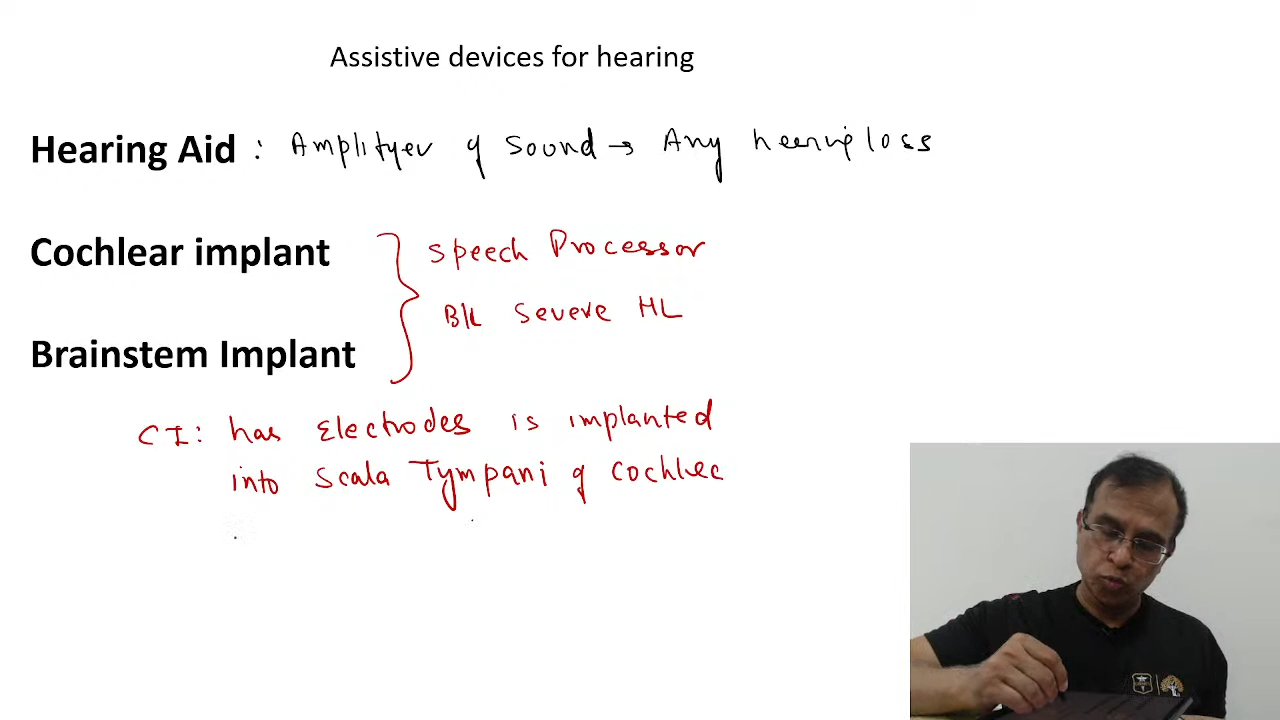 Assistive devices for hearing
Hearing Aid : Amplifyer of Sound → Any hearing loss
Cochlear implant
Speech Processor
B/L Severe HL
Brainstem Implant
CI: has Electrodes is implanted
into Scala Tympani of Cochlea